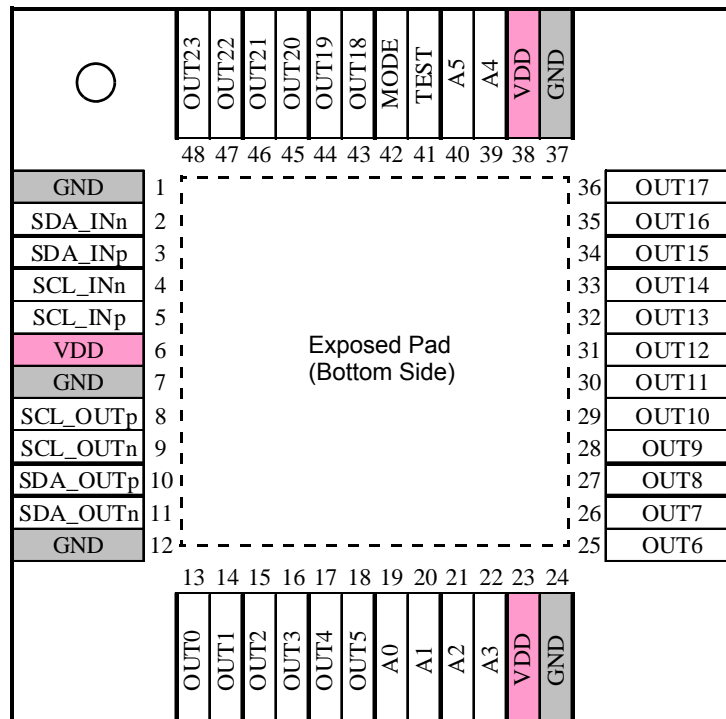 OUT23 OUT22 OUT21 OUT20 OUT19 OUT18 MODE TEST A5 A4 VDD GND
48 47 46 45 44 43 42 41 40 39 38 37
GND 1 36 OUT17
SDA_INn 2 35 OUT16
SDA_INp 3 34 OUT15
SCL_INn 4 33 OUT14
SCL_INp 5 32 OUT13
VDD 6 31 OUT12
GND 7 30 OUT11
SCL_OUTp 8 29 OUT10
SCL_OUTn 9 28 OUT9
SDA_OUTp 10 27 OUT8
SDA_OUTn 11 26 OUT7
GND 12 25 OUT6
Exposed Pad
(Bottom Side)
13 14 15 16 17 18 19 20 21 22 23 24
OUT0 OUT1 OUT2 OUT3 OUT4 OUT5 A0 A1 A2 A3 VDD GND